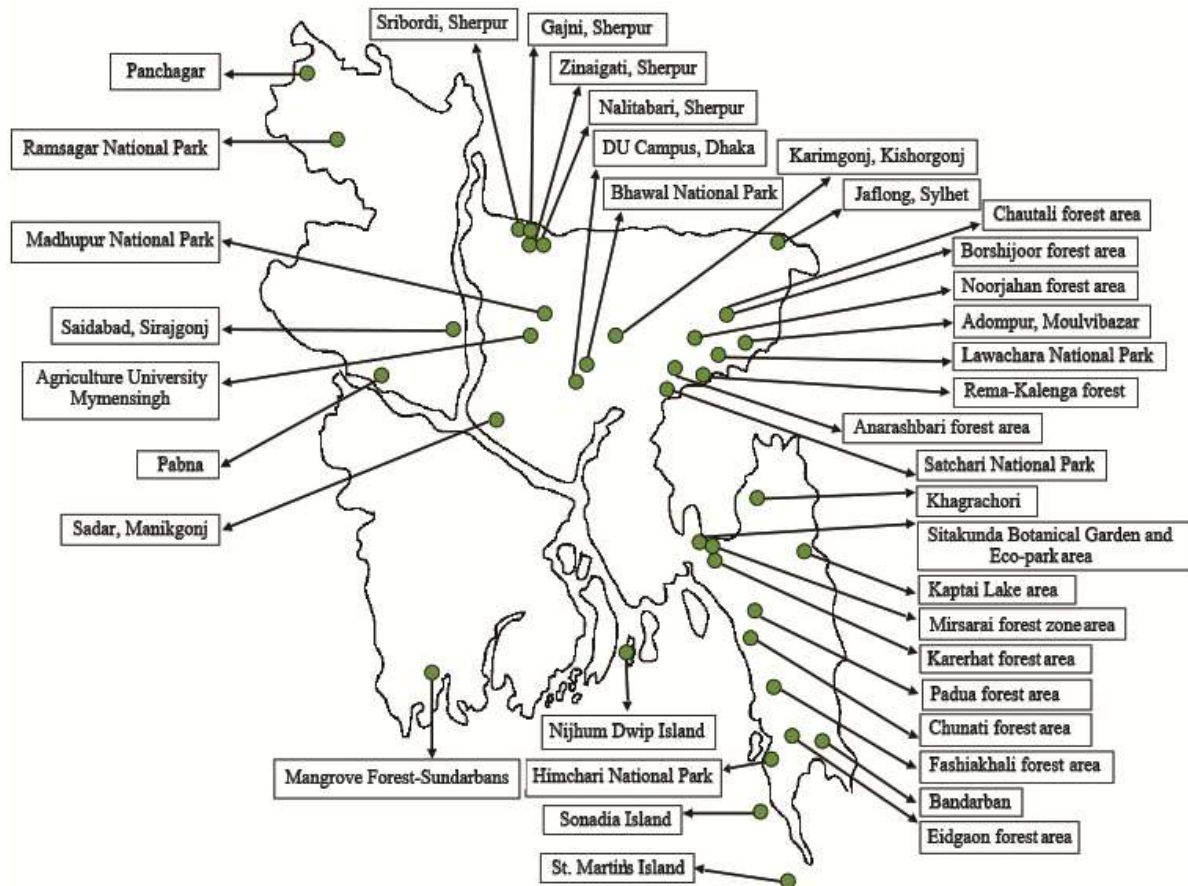 Sribordi, Sherpur
Gajni, Sherpur
Zinaigati, Sherpur
Nalitabari, Sherpur
DU Campus, Dhaka
Bhawal National Park
Karimgonj, Kishorgonj
Jaflong, Sylhet
Chautali forest area
Borshijoor forest area
Noorjahan forest area
Adompur, Moulvibazar
Lawachara National Park
Rema-Kalenga forest
Anarashbari forest area
Satchari National Park
Khagrachori
Sitakunda Botanical Garden and
Eco-park area
Kaptai Lake area
Mirsarai forest zone area
Karerhat forest area
Padua forest area
Chunati forest area
Fashiakhali forest area
Bandarban
Eidgaon forest area
Panchagar
Ramsagar National Park
Madhupur National Park
Saidabad, Sirajgonj
Agriculture University
Mymensingh
Pabna
Sadar, Manikgonj
Mangrove Forest-Sundarbans
Nijhum Dwip Island
Himchari National Park
Sonadia Island
St. Martin's Island